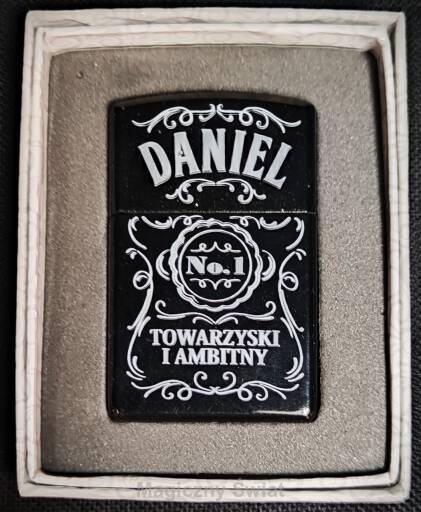 DANIEL
No.1
TOWARZYSKI
I AMBITNY
Magiczny Świat